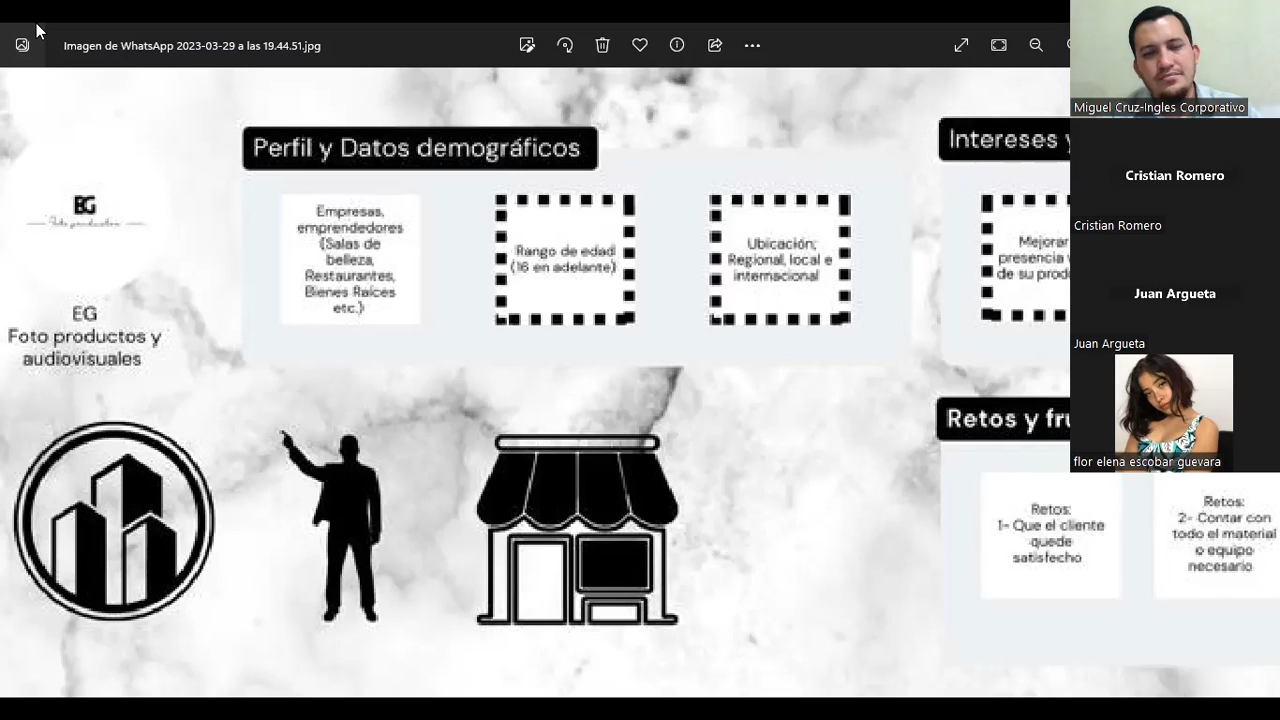 Imagen de WhatsApp 2023-03-29 a las 19.44.51.jpg
Perfil y Datos demográficos
Intereses y
EG
Foto productos
Empresas,
emprendedores
(Salas de
belleza,
Restaurantes,
Bienes Raíces
etc.)
Rango de edad
(16 en adelante)
Ubicación;
Regional, local e
internacional
Mejorar
presencia
de su prod
EG
Foto productos y
audiovisuales
Retos y fru
Retos:
1- Que el cliente
quede
satisfecho
Retos:
2- Contar con
todo el material
o equipo
necesario
Miguel Cruz-Ingles Corporativo
Cristian Romero
Cristian Romero
Juan Argueta
Juan Argueta
flor elena escobar guevara